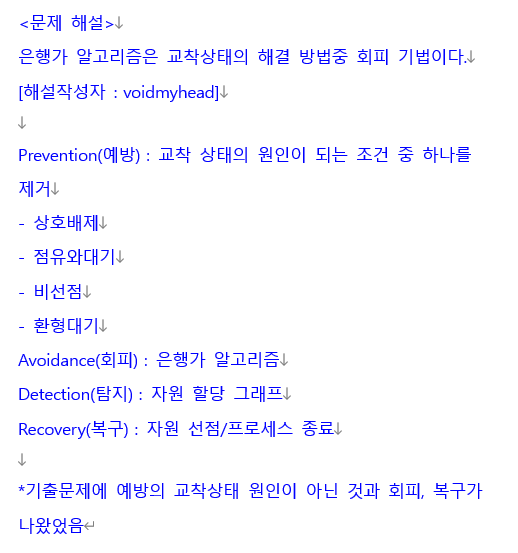 <문제 해설>↓
은행가 알고리즘은 교착상태의 해결 방법중 회피 기법이다.↓
[해설작성자 : voidmyhead]↓
↓
Prevention(예방) : 교착 상태의 원인이 되는 조건 중 하나를
제거↓
- 상호배제↓
- 점유와대기↓
- 비선점↓
- 환형대기↓
Avoidance(회피) : 은행가 알고리즘↓
Detection(탐지) : 자원 할당 그래프↓
Recovery(복구) : 자원 선점/프로세스 종료↓
↓
*기출문제에 예방의 교착상태 원인이 아닌 것과 회피, 복구가
나왔었음↵